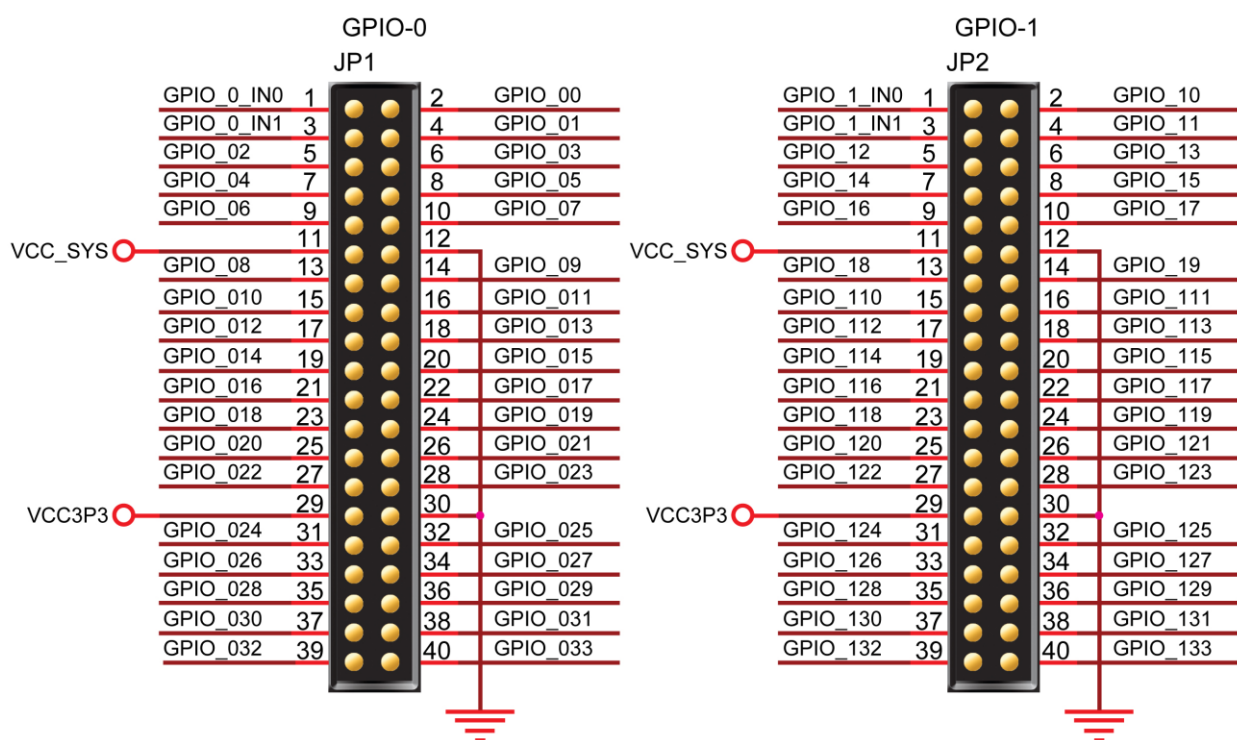 GPIO-0 GPIO-1
JP1 JP2
GPIO_0_IN0 1 2 GPIO_00 GPIO_1_IN0 1 2 GPIO_10
GPIO_0_IN1 3 4 GPIO_01 GPIO_1_IN1 3 4 GPIO_11
GPIO_02 5 6 GPIO_03 GPIO_12 5 6 GPIO_13
GPIO_04 7 8 GPIO_05 GPIO_14 7 8 GPIO_15
GPIO_06 9 10 GPIO_07 GPIO_16 9 10 GPIO_17
VCC_SYS 11 12 VCC_SYS 11 12
GPIO_08 13 14 GPIO_09 GPIO_18 13 14 GPIO_19
GPIO_010 15 16 GPIO_011 GPIO_110 15 16 GPIO_111
GPIO_012 17 18 GPIO_013 GPIO_112 17 18 GPIO_113
GPIO_014 19 20 GPIO_015 GPIO_114 19 20 GPIO_115
GPIO_016 21 22 GPIO_017 GPIO_116 21 22 GPIO_117
GPIO_018 23 24 GPIO_019 GPIO_118 23 24 GPIO_119
GPIO_020 25 26 GPIO_021 GPIO_120 25 26 GPIO_121
GPIO_022 27 28 GPIO_023 GPIO_122 27 28 GPIO_123
VCC3P3 29 30 VCC3P3 29 30
GPIO_024 31 32 GPIO_025 GPIO_124 31 32 GPIO_125
GPIO_026 33 34 GPIO_027 GPIO_126 33 34 GPIO_127
GPIO_028 35 36 GPIO_029 GPIO_128 35 36 GPIO_129
GPIO_030 37 38 GPIO_031 GPIO_130 37 38 GPIO_131
GPIO_032 39 40 GPIO_033 GPIO_132 39 40 GPIO_133